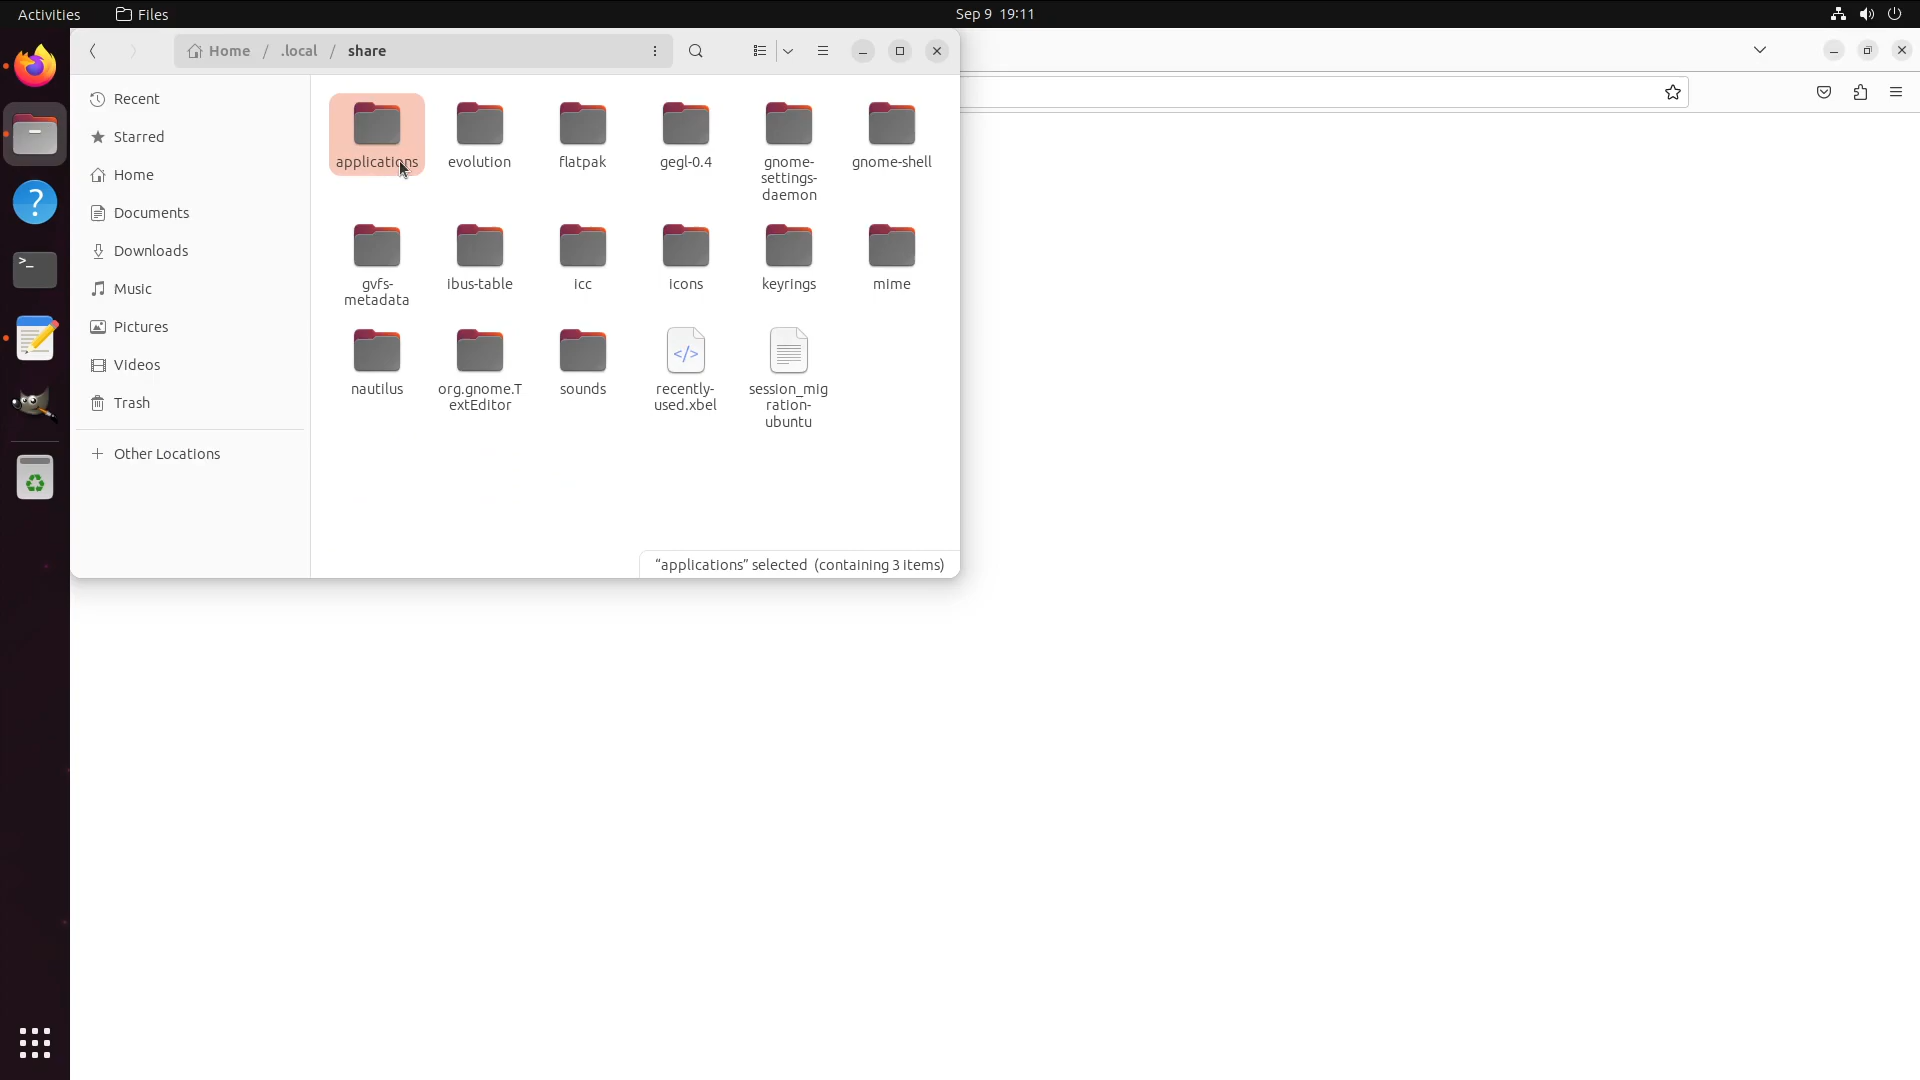 Activities
Files
Sep 9 19:11
Home / .local / share
Recent
Starred
Home
Documents
Downloads
Music
Pictures
Videos
Trash
+ Other Locations
applications
evolution
flatpak
gegl-0.4
gnome-
settings-
daemon
gnome-shell
gvfs-
metadata
ibus-table
icc
icons
keyrings
mime
nautilus
org.gnome.T
extEditor
sounds
recently-
used.xbel
session_mig
ration-
ubuntu
"applications" selected (containing 3 items)